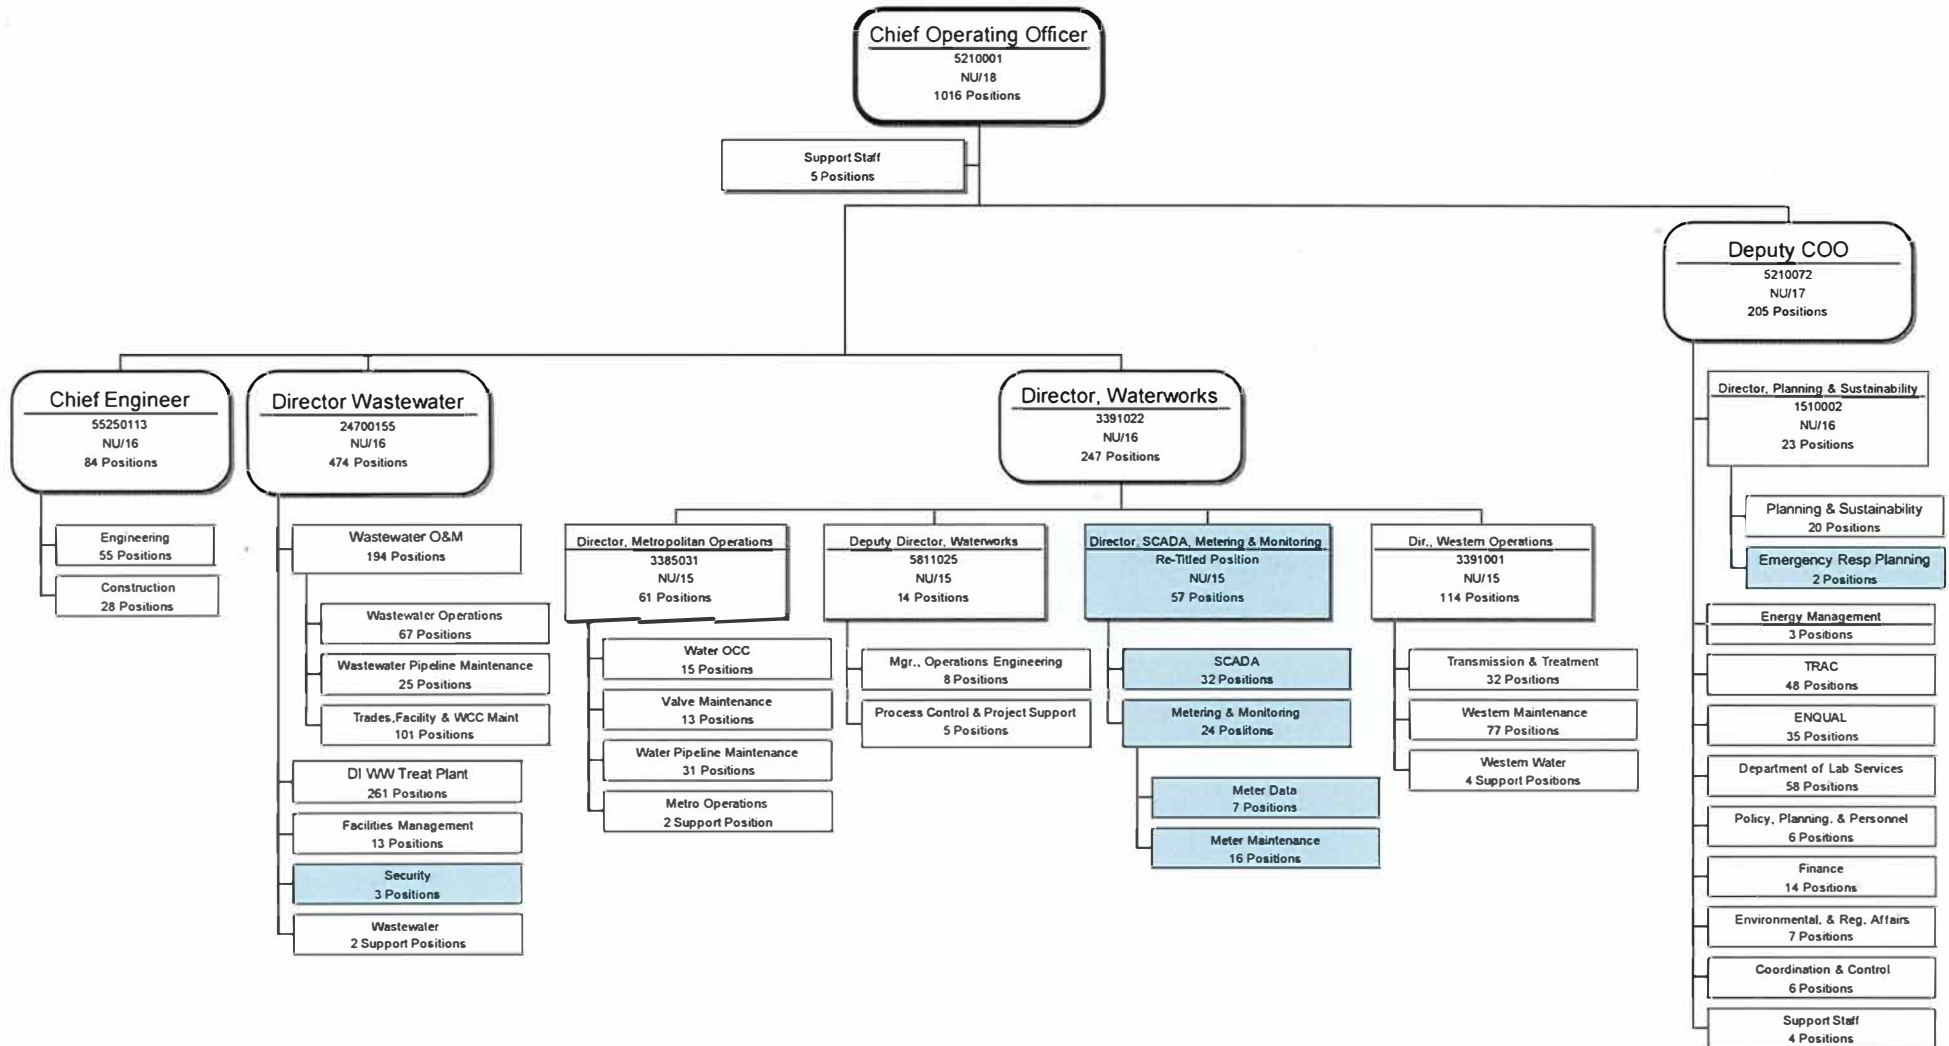 Chief Operating Officer
5210001
NU/18
1016 Positions
Support Staff
5 Positions
Deputy COO
5210072
NU/17
205 Positions
Chief Engineer
55250113
NU/16
84 Positions
Engineering
55 Positions
Construction
28 Positions
Director Wastewater
24700155
NU/16
474 Positions
Wastewater O&M
194 Positions
Wastewater Operations
67 Positions
Wastewater Pipeline Maintenance
25 Positions
Trades,Facility & WCC Maint
101 Positions
DI WW Treat Plant
261 Positions
Facilities Management
13 Positions
Security
3 Positions
Wastewater
2 Support Positions
Director, Waterworks
3391022
NU/16
247 Positions
Director, Metropolitan Operations
3385031
NU/15
61 Positions
Water OCC
15 Positions
Valve Maintenance
13 Positions
Water Pipeline Maintenance
31 Positions
Metro Operations
2 Support Position
Deputy Director, Waterworks
5811025
NU/15
14 Positions
Mgr., Operations Engineering
8 Positions
Process Control & Project Support
5 Positions
Director, SCADA, Metering & Monitoring
Re-Titled Position
NU/15
57 Positions
SCADA
32 Positions
Metering & Monitoring
24 Positons
Meter Data
7 Positions
Meter Maintenance
16 Positions
Dir., Western Operations
3391001
NU/15
114 Positions
Transmission & Treatment
32 Positions
Western Maintenance
77 Positions
Western Water
4 Support Positions
Director, Planning & Sustainability
1510002
NU/16
23 Positions
Planning & Sustainability
20 Positions
Emergency Resp Planning
2 Positions
Energy Management
3 Positions
TRAC
48 Positions
ENQUAL
35 Positions
Department of Lab Services
58 Positions
Policy, Planning, & Personnel
6 Positions
Finance
14 Positions
Environmental, & Reg, Affairs
7 Positions
Coordination & Control
6 Positions
Support Staff
4 Positions